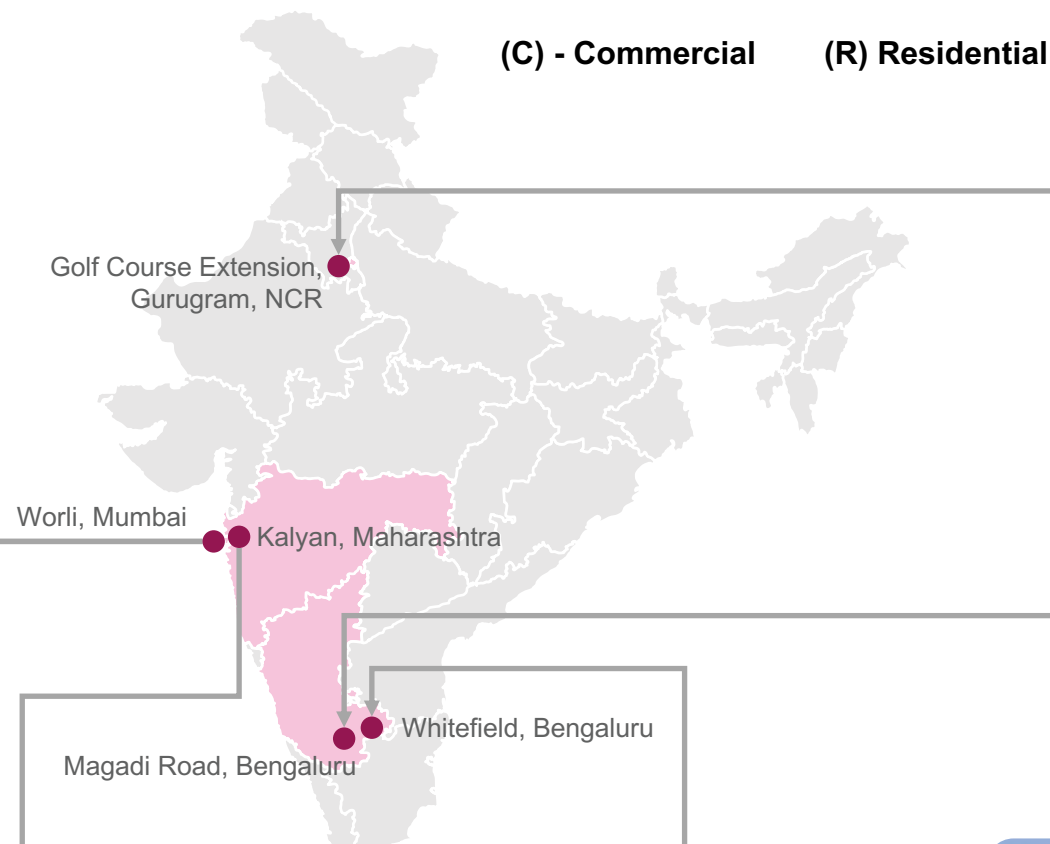 (C) - Commercial (R) Residential
Golf Course Extension,
Gurugram, NCR
Worli, Mumbai
Kalyan, Maharashtra
Whitefield, Bengaluru
Magadi Road, Bengaluru